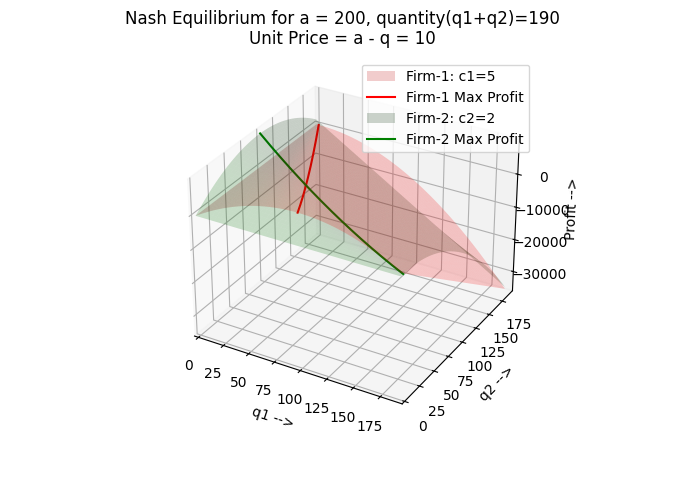 Nash Equilibrium for a = 200, quantity(q1+q2)=190
Unit Price = a - q = 10
Firm-1: c1=5
Firm-1 Max Profit
Firm-2: c2=2
Firm-2 Max Profit
0
−10000
−20000
−30000
Profit -->
175
150
125
100
75
50
25
0
q2 -->
0
25
50
75
100
125
150
175
q1 -->